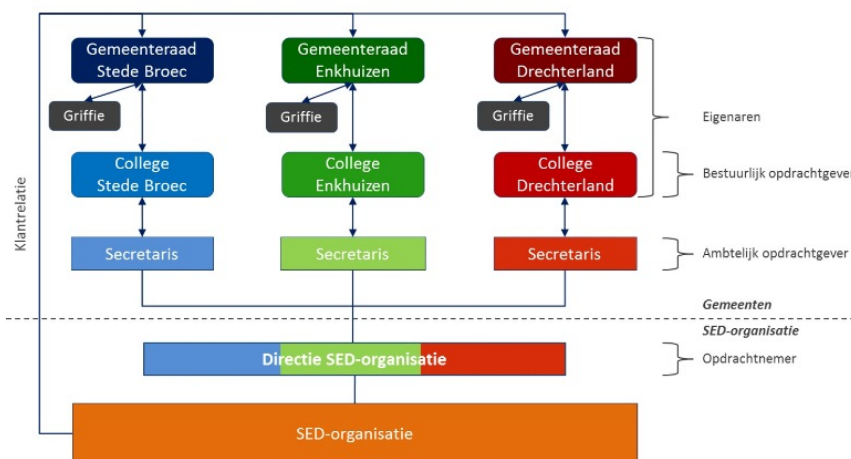 Gemeenteraad
Stede Broec
Gemeenteraad
Enkhuizen
Gemeenteraad
Drechterland
Griffie
Griffie
Griffie
Eigenaren
College
Stede Broec
College
Enkhuizen
College
Drechterland
Bestuurlijk opdrachtgever
Klantrelatie
Secretaris
Secretaris
Secretaris
Ambtelijk opdrachtgever
Gemeenten
SED-organisatie
Directie SED-organisatie
Opdrachtnemer
SED-organisatie